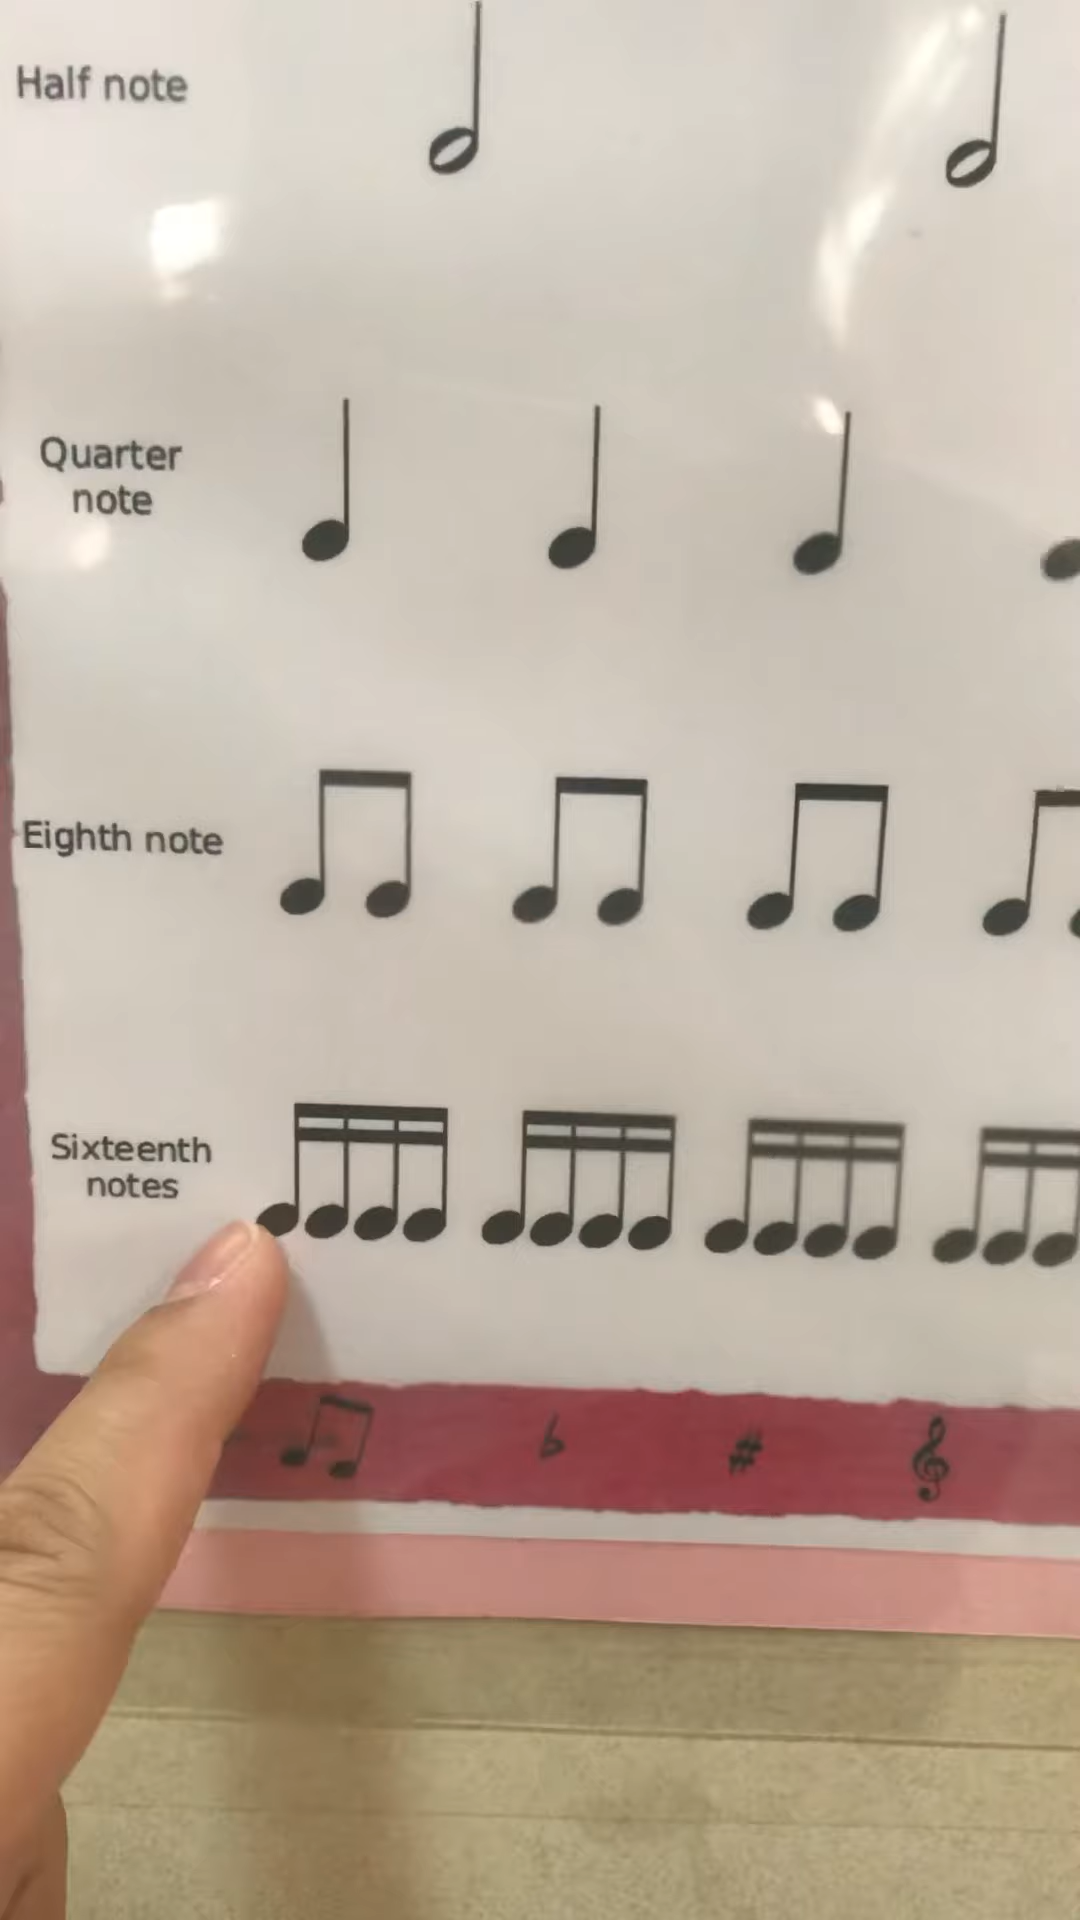 Half note
Quarter
note
Eighth note
Sixteenth
notes